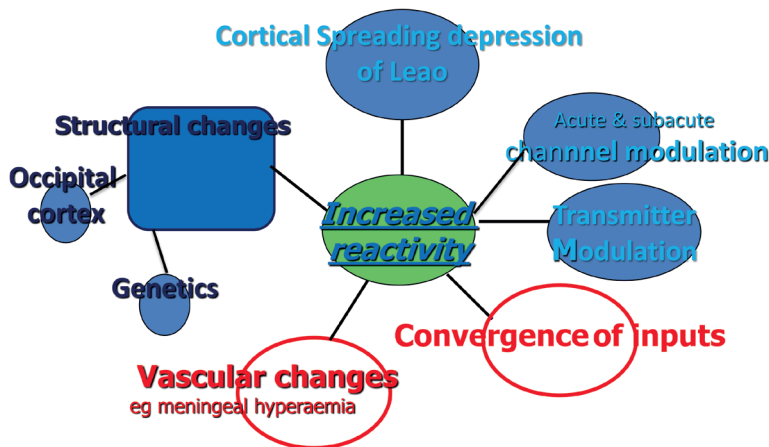 Cortical Spreading depression
of Leao
Structural changes
Acute & subacute
channnel modulation
Occipital
cortex
Increased
reactivity
Transmitter
Modulation
Genetics
Convergence of inputs
Vascular changes
eg meningeal hyperaemia